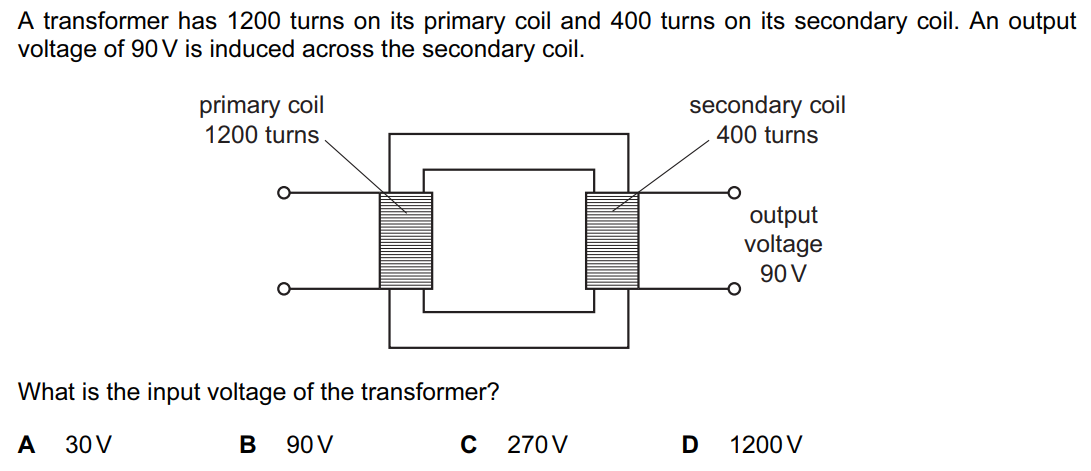 A transformer has 1200 turns on its primary coil and 400 turns on its secondary coil. An output
voltage of 90 V is induced across the secondary coil.
primary coil
1200 turns
secondary coil
400 turns
output
voltage
90 V
What is the input voltage of the transformer?
A 30 V B 90 V C 270 V D 1200 V